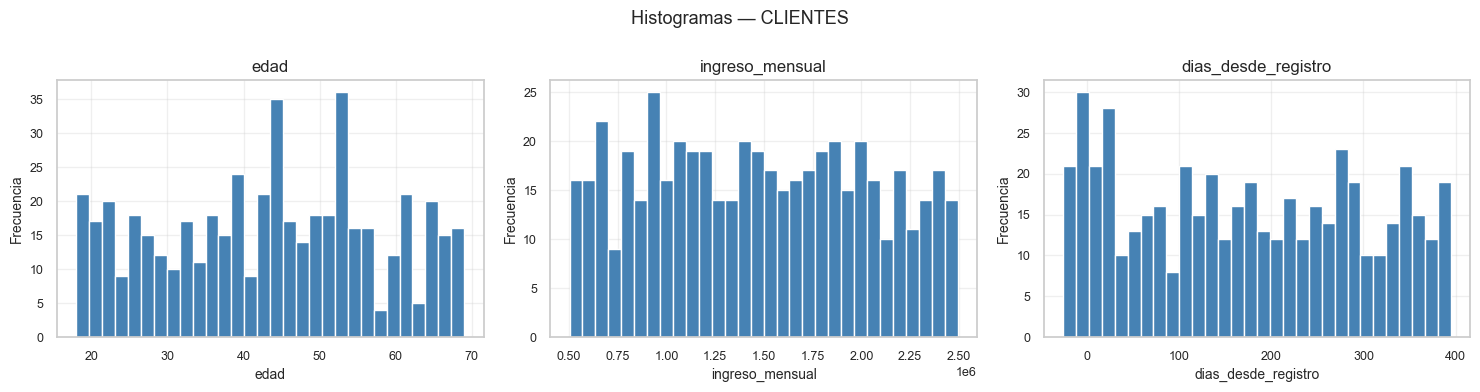 Histogramas — CLIENTES
edad
Frecuencia
35
30
25
20
15
10
5
0
20 30 40 50 60 70
edad
ingreso_mensual
Frecuencia
25
20
15
10
5
0
0.50 0.75 1.00 1.25 1.50 1.75 2.00 2.25 2.50
1e6
ingreso_mensual
dias_desde_registro
Frecuencia
30
25
20
15
10
5
0
0 100 200 300 400
dias_desde_registro